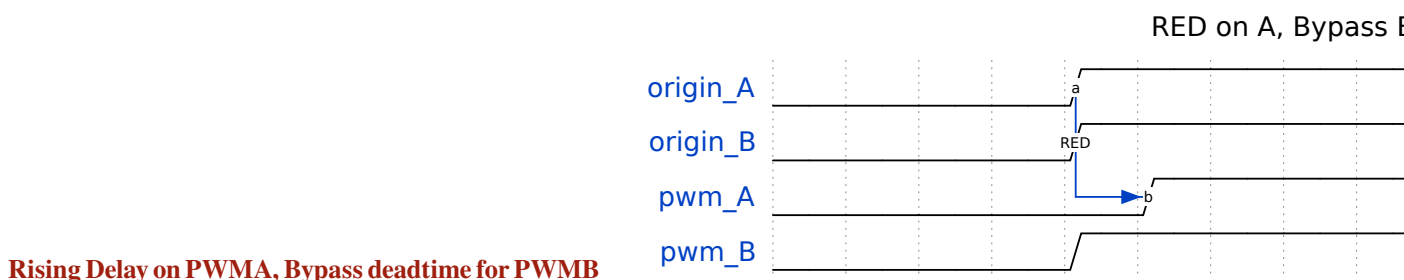 RED on A, Bypass
origin_A
a
origin_B
RED
pwm_A
b
pwm_B
Rising Delay on PWMA, Bypass deadtime for PWMB